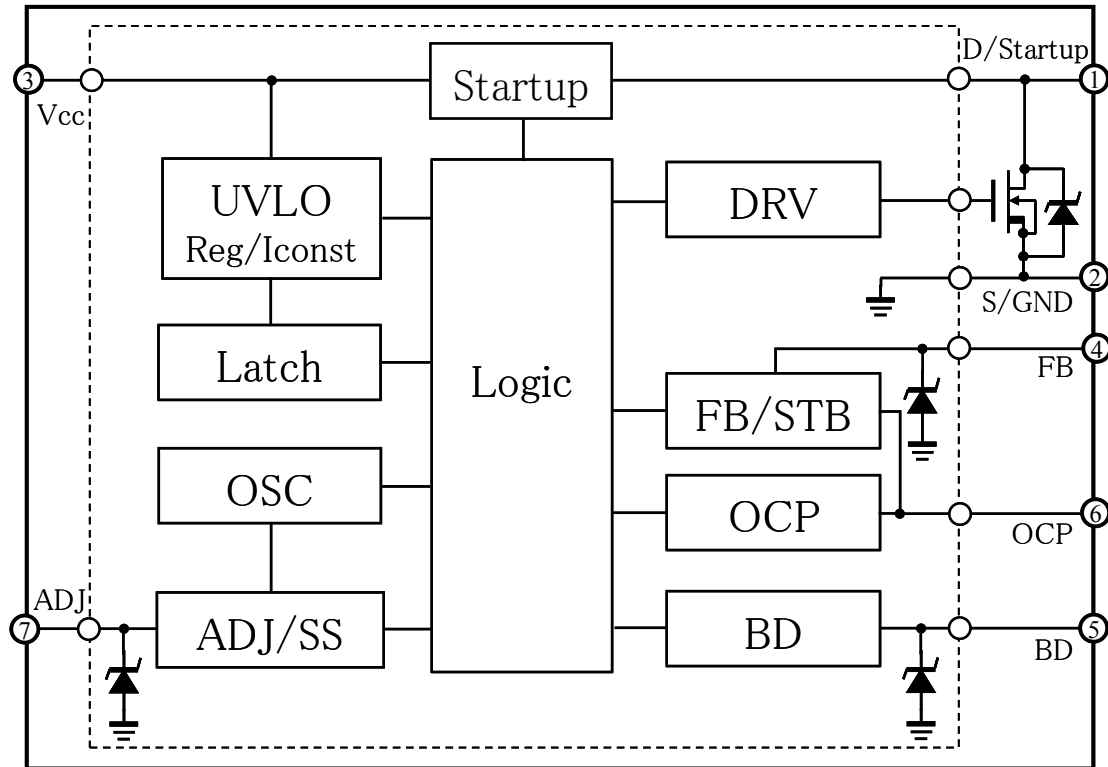 D/Startup
3
Startup
1
Vcc
UVLO
Reg/Iconst
DRV
2
S/GND
Latch
Logic
4
FB
FB/STB
OSC
OCP
6
OCP
ADJ
7
ADJ/SS
BD
5
BD